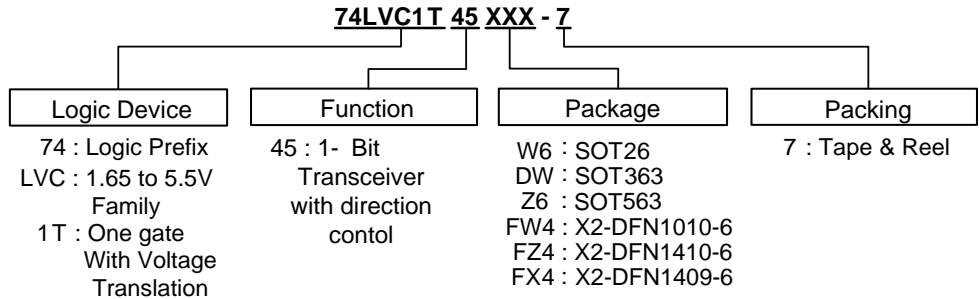 74LVC1T 45 XXX - 7
Logic Device
74 : Logic Prefix
LVC : 1.65 to 5.5V
Family
1T : One gate
With Voltage
Translation
Function
45 : 1- Bit
Transceiver
with direction
contol
Package
W6 : SOT26
DW : SOT363
Z6 : SOT563
FW4 : X2-DFN1010-6
FZ4 : X2-DFN1410-6
FX4 : X2-DFN1409-6
Packing
7 : Tape & Reel